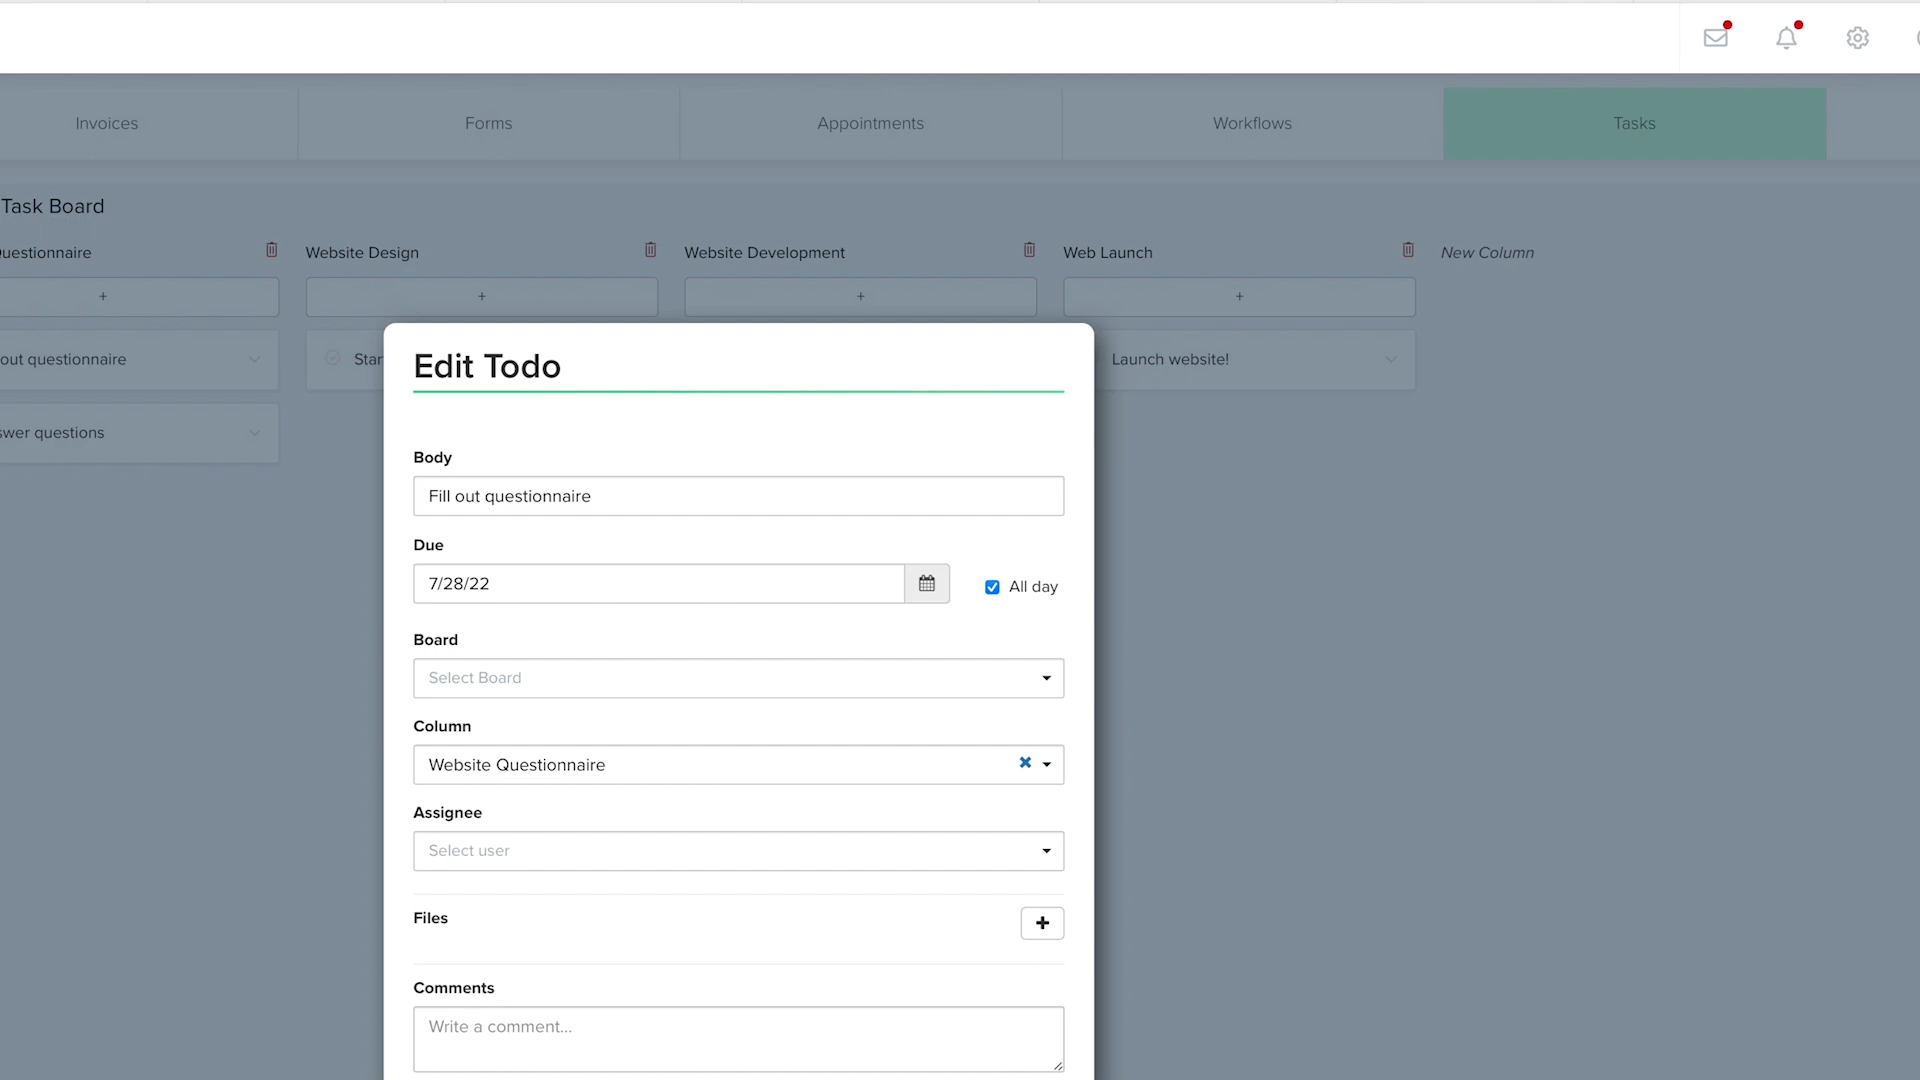 Invoices
Forms
Appointments
Workflows
Tasks
Task Board
uestionnaire
Website Design
Website Development
Web Launch
New Column
+
+
+
+
out questionnaire
Star
Launch website!
swer questions
Edit Todo
Body
Fill out questionnaire
Due
7/28/22
All day
Board
Select Board
Column
Website Questionnaire
Assignee
Select user
Files
+
Comments
Write a comment...